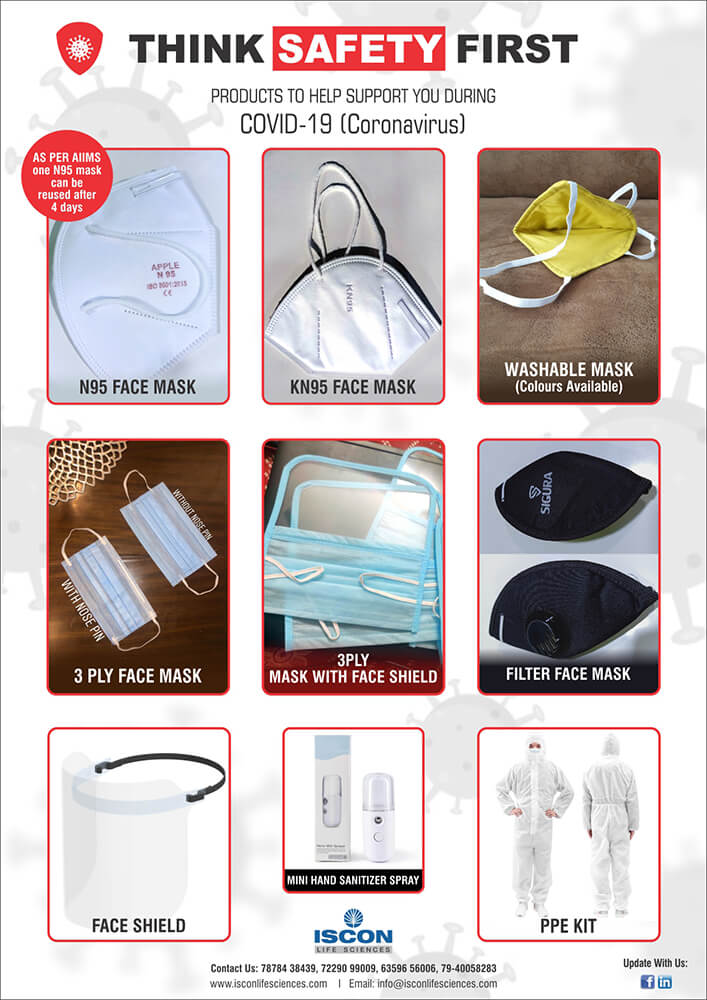 THINK SAFETY FIRST
PRODUCTS TO HELP SUPPORT YOU DURING
COVID-19 (Coronavirus)
AS PER AIIMS
one N95 mask
can be
reused after
4 days
APPLE
N 95
ISO 9001:2015
CE
N95 FACE MASK
KN95
KN95 FACE MASK
WASHABLE MASK
(Colours Available)
WITH NOSE PIN
WITHOUT NOSE PIN
3 PLY FACE MASK
3PLY
MASK WITH FACE SHIELD
SIGURA
FILTER FACE MASK
FACE SHIELD
MINI HAND SANITIZER SPRAY
PPE KIT
ISCON
LIFE SCIENCES
Contact Us: 78784 38439, 72290 99009, 63596 56006, 79-40058283
www.isconlifesciences.com | Email: info@isconlifesciences.com
Update With Us:
f in